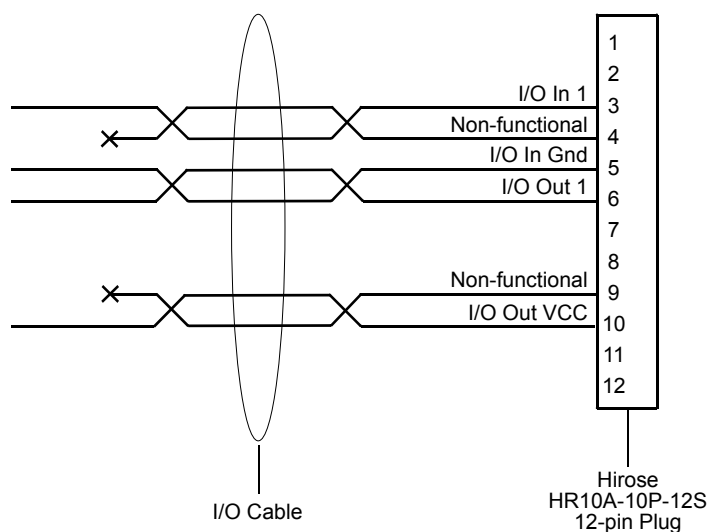 1
2
I/O In 1
3
Non-functional
4
I/O In Gnd
5
I/O Out 1
6
7
8
Non-functional
9
I/O Out VCC
10
11
12
I/O Cable
Hirose
HR10A-10P-12S
12-pin Plug